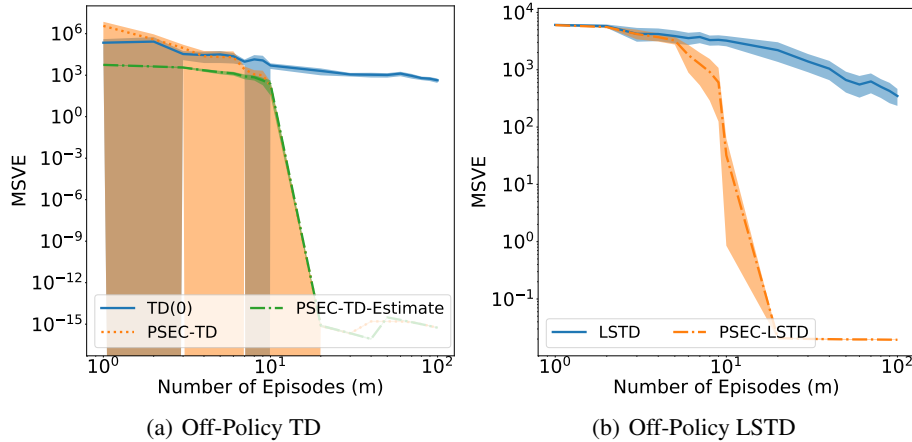 10^6
10^3
10^0
10^-3
10^-6
10^-9
10^-12
10^-15
MSVE
TD(0)
PSEC-TD
PSEC-TD-Estimate
10^0 10^1 10^2
Number of Episodes (m)
(a) Off-Policy TD
10^4
10^3
10^2
10^1
10^0
10^-1
MSVE
LSTD
PSEC-LSTD
10^0 10^1 10^2
Number of Episodes (m)
(b) Off-Policy LSTD